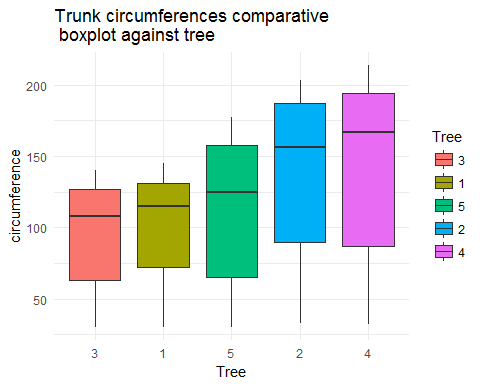 Trunk circumferences comparative
boxplot against tree
circumference
200
150
100
50
3 1 5 2 4
Tree
Tree
3
1
5
2
4